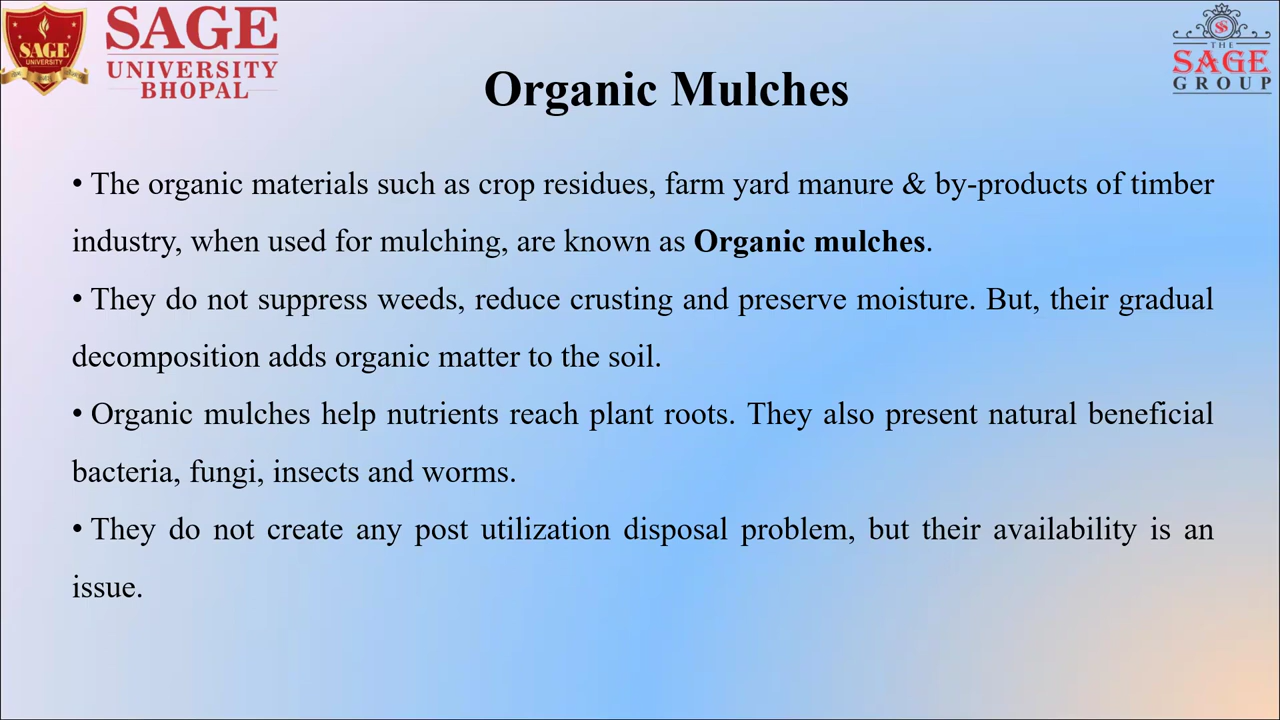 SAGE
UNIVERSITY
SAGE
UNIVERSITY
BHOPAL
THE
SAGE
GROUP
Organic Mulches
• The organic materials such as crop residues, farm yard manure & by-products of timber
industry, when used for mulching, are known as Organic mulches.
• They do not suppress weeds, reduce crusting and preserve moisture. But, their gradual
decomposition adds organic matter to the soil.
• Organic mulches help nutrients reach plant roots. They also present natural beneficial
bacteria, fungi, insects and worms.
• They do not create any post utilization disposal problem, but their availability is an
issue.